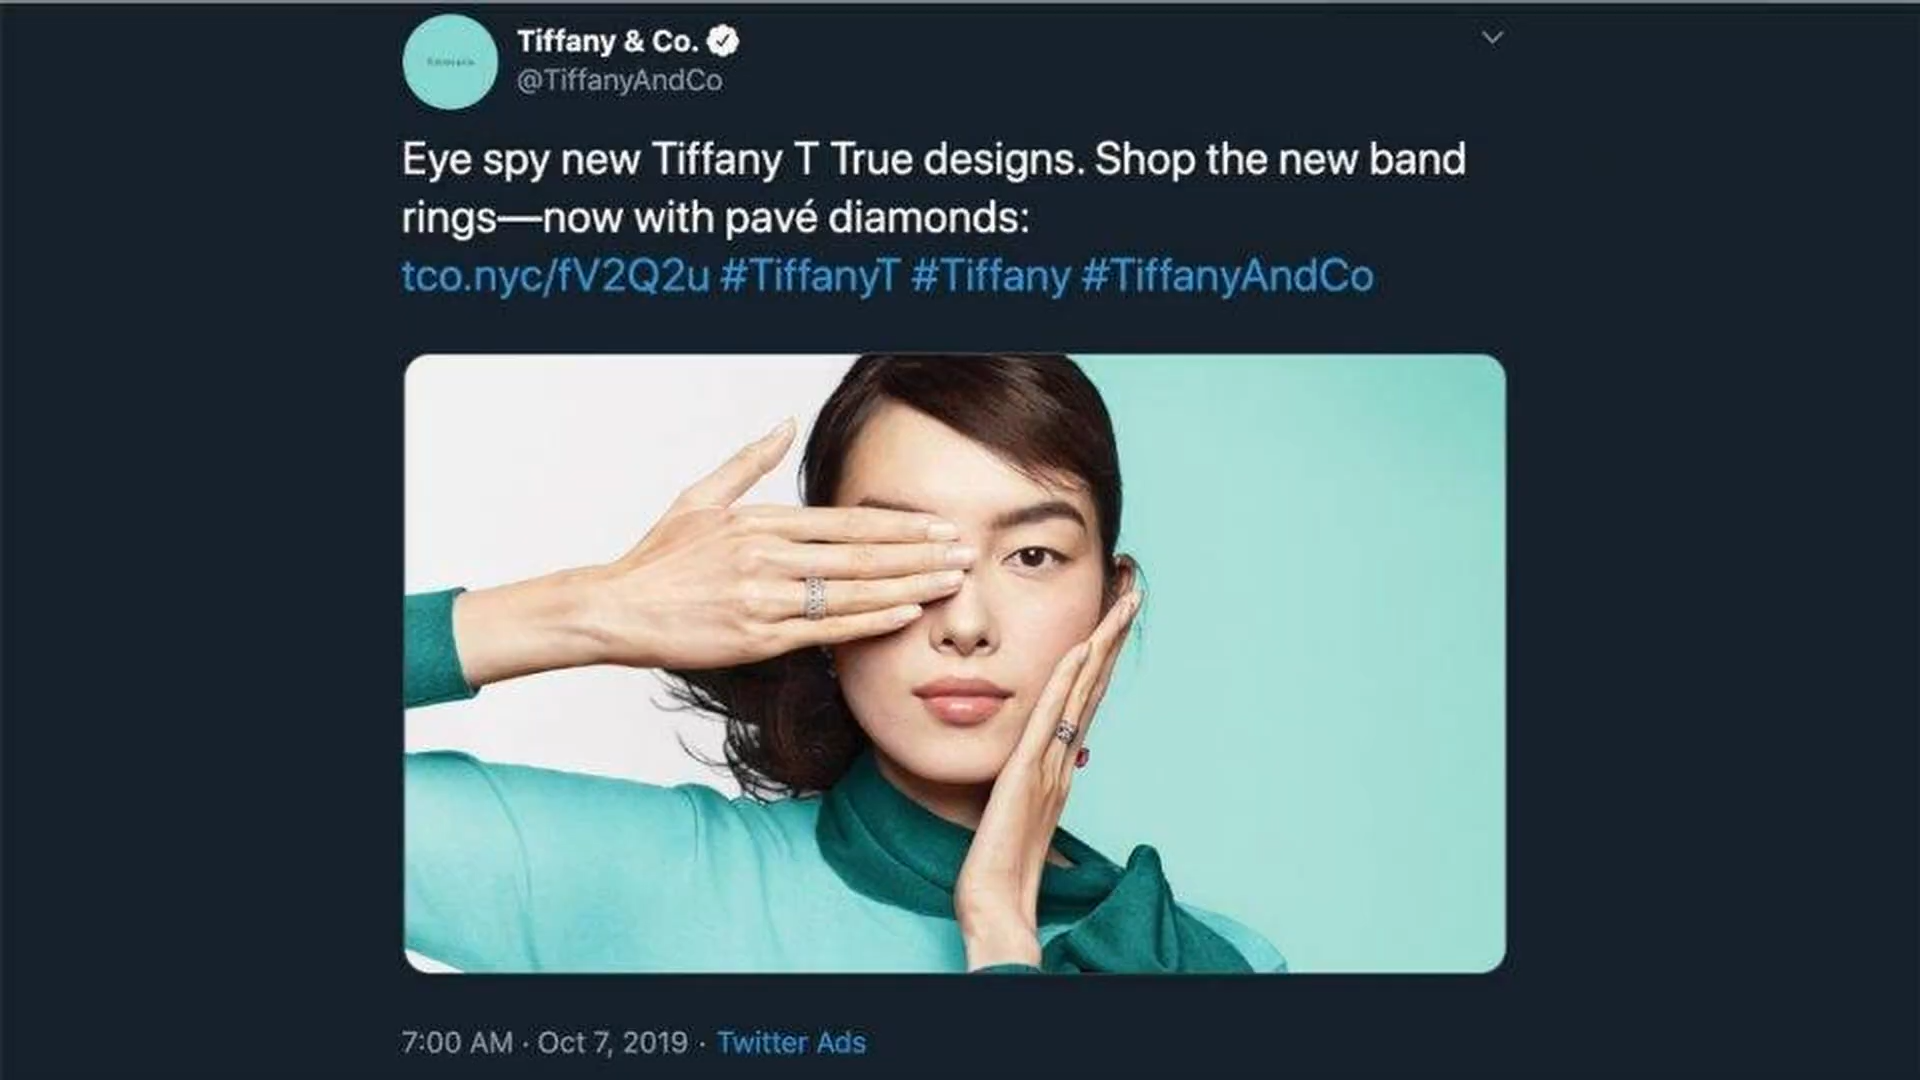 Tiffany & Co.
@TiffanyAndCo
Eye spy new Tiffany T True designs. Shop the new band
rings—now with pavé diamonds:
tco.nyc/fV2Q2u #TiffanyT #Tiffany #TiffanyAndCo
7:00 AM · Oct 7, 2019 · Twitter Ads